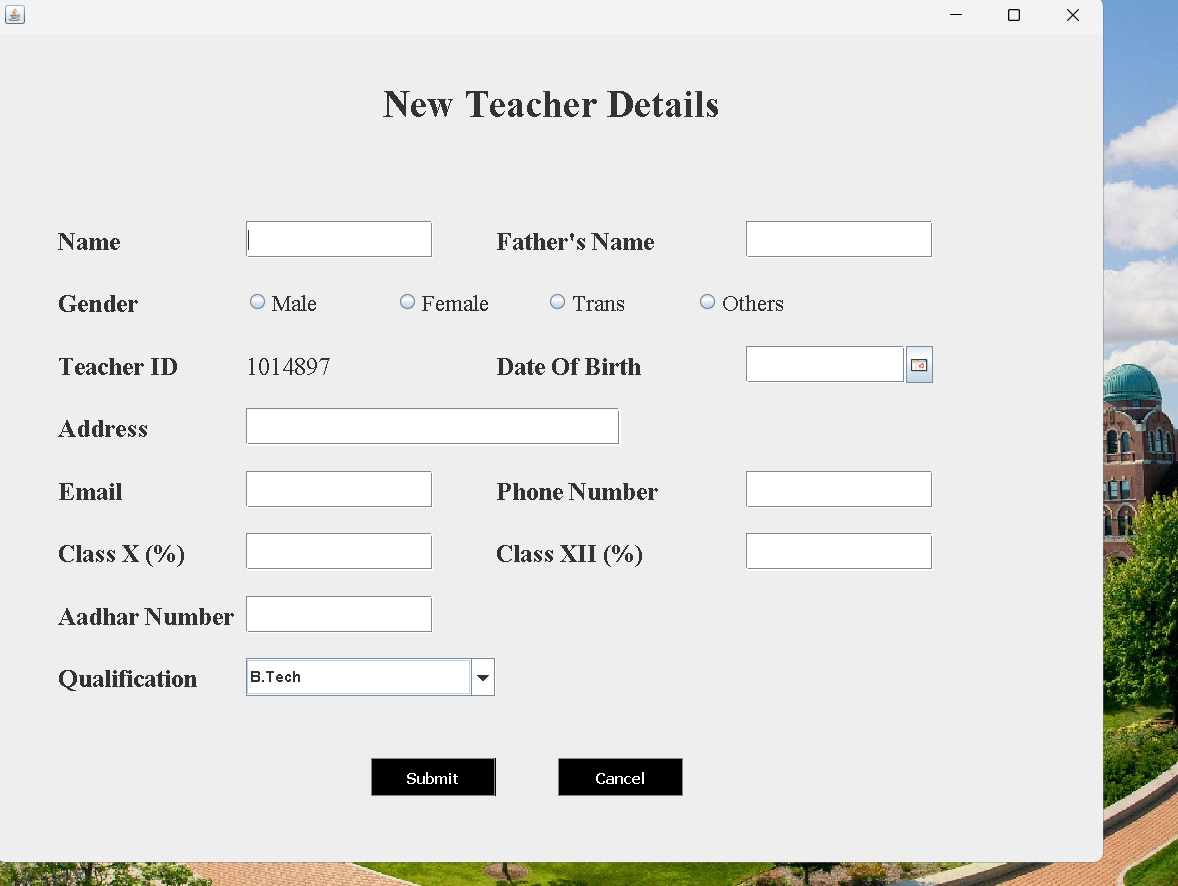 New Teacher Details
Name Father's Name
Gender Male Female Trans Others
Teacher ID 1014897 Date Of Birth
Address
Email Phone Number
Class X (%) Class XII (%)
Aadhar Number
Qualification B.Tech
Submit Cancel